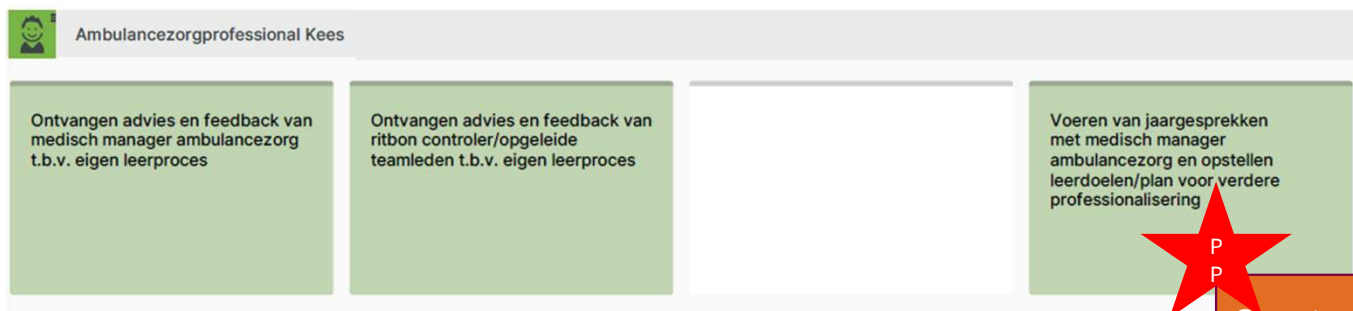 Ambulancezorgprofessional Kees
Ontvangen advies en feedback van
medisch manager ambulancezorg
t.b.v. eigen leerproces
Ontvangen advies en feedback van
ritbon controler/opgeleide
teamleden t.b.v. eigen leerproces
Voeren van jaargesprekken
met medisch manager
ambulancezorg en opstellen
leerdoelen/plan voor verdere
professionalisering
P
P